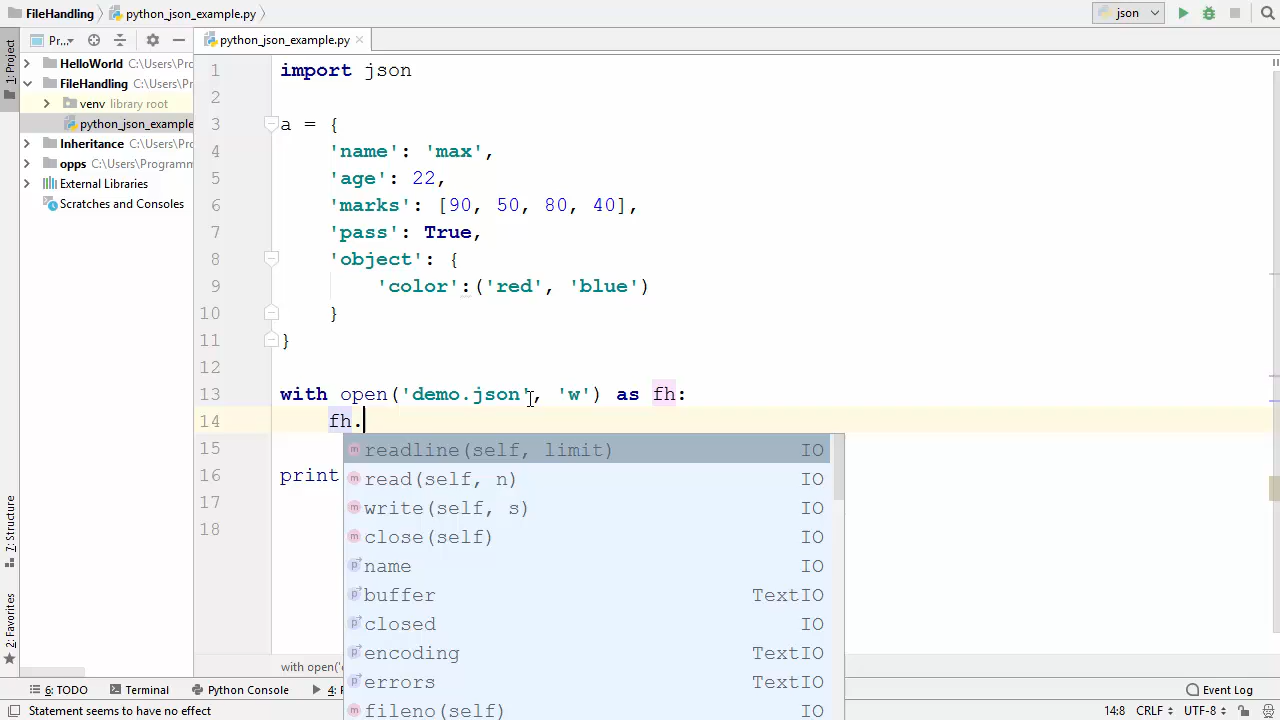 FileHandling python_json_example.py json
1: Project
Pr... python_json_example.py
HelloWorld C:\Users\Pro
FileHandling C:\Users\Pr
venv library root
python_json_example
Inheritance C:\Users\Pr
opps C:\Users\Programm
External Libraries
Scratches and Consoles
1 import json
2
3 a = {
4 'name': 'max',
5 'age': 22,
6 'marks': [90, 50, 80, 40],
7 'pass': True,
8 'object': {
9 'color':('red', 'blue')
10 }
11 }
12
13 with open('demo.json', 'w') as fh:
14 fh.
15
16 print
17
18
readline(self, limit) IO
read(self, n) IO
write(self, s) IO
close(self) IO
name IO
buffer TextIO
closed IO
encoding TextIO
errors TextIO
fileno(self) IO
7: Structure
2: Favorites
with open('
6: TODO Terminal Python Console 4: Event Log
Statement seems to have no effect 14:8 CRLF UTF-8